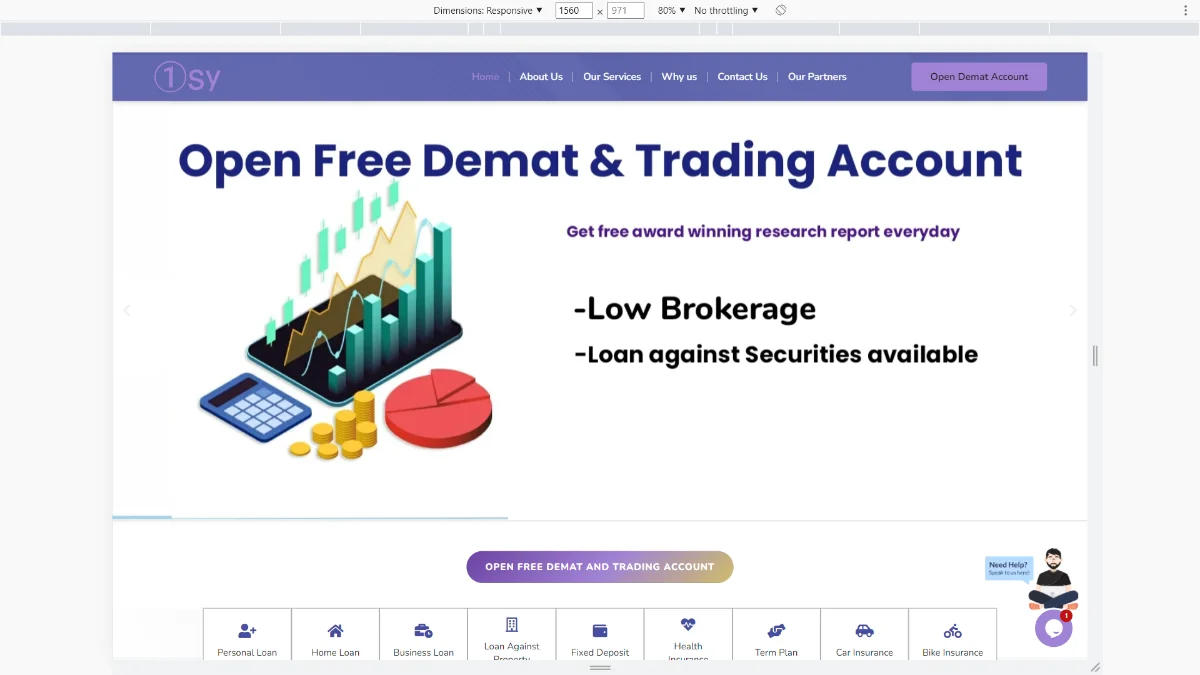 Dimensions: Responsive ▼ 1560 × 971 80% ▼ No throttling ▼
1sy
Home | About Us | Our Services | Why us | Contact Us | Our Partners
Open Demat Account
Open Free Demat & Trading Account
Get free award winning research report everyday
-Low Brokerage
-Loan against Securities available
OPEN FREE DEMAT AND TRADING ACCOUNT
Need Help?
Speak to us here!
1
Personal Loan
Home Loan
Business Loan
Loan Against
Property
Fixed Deposit
Health
Insurance
Term Plan
Car Insurance
Bike Insurance